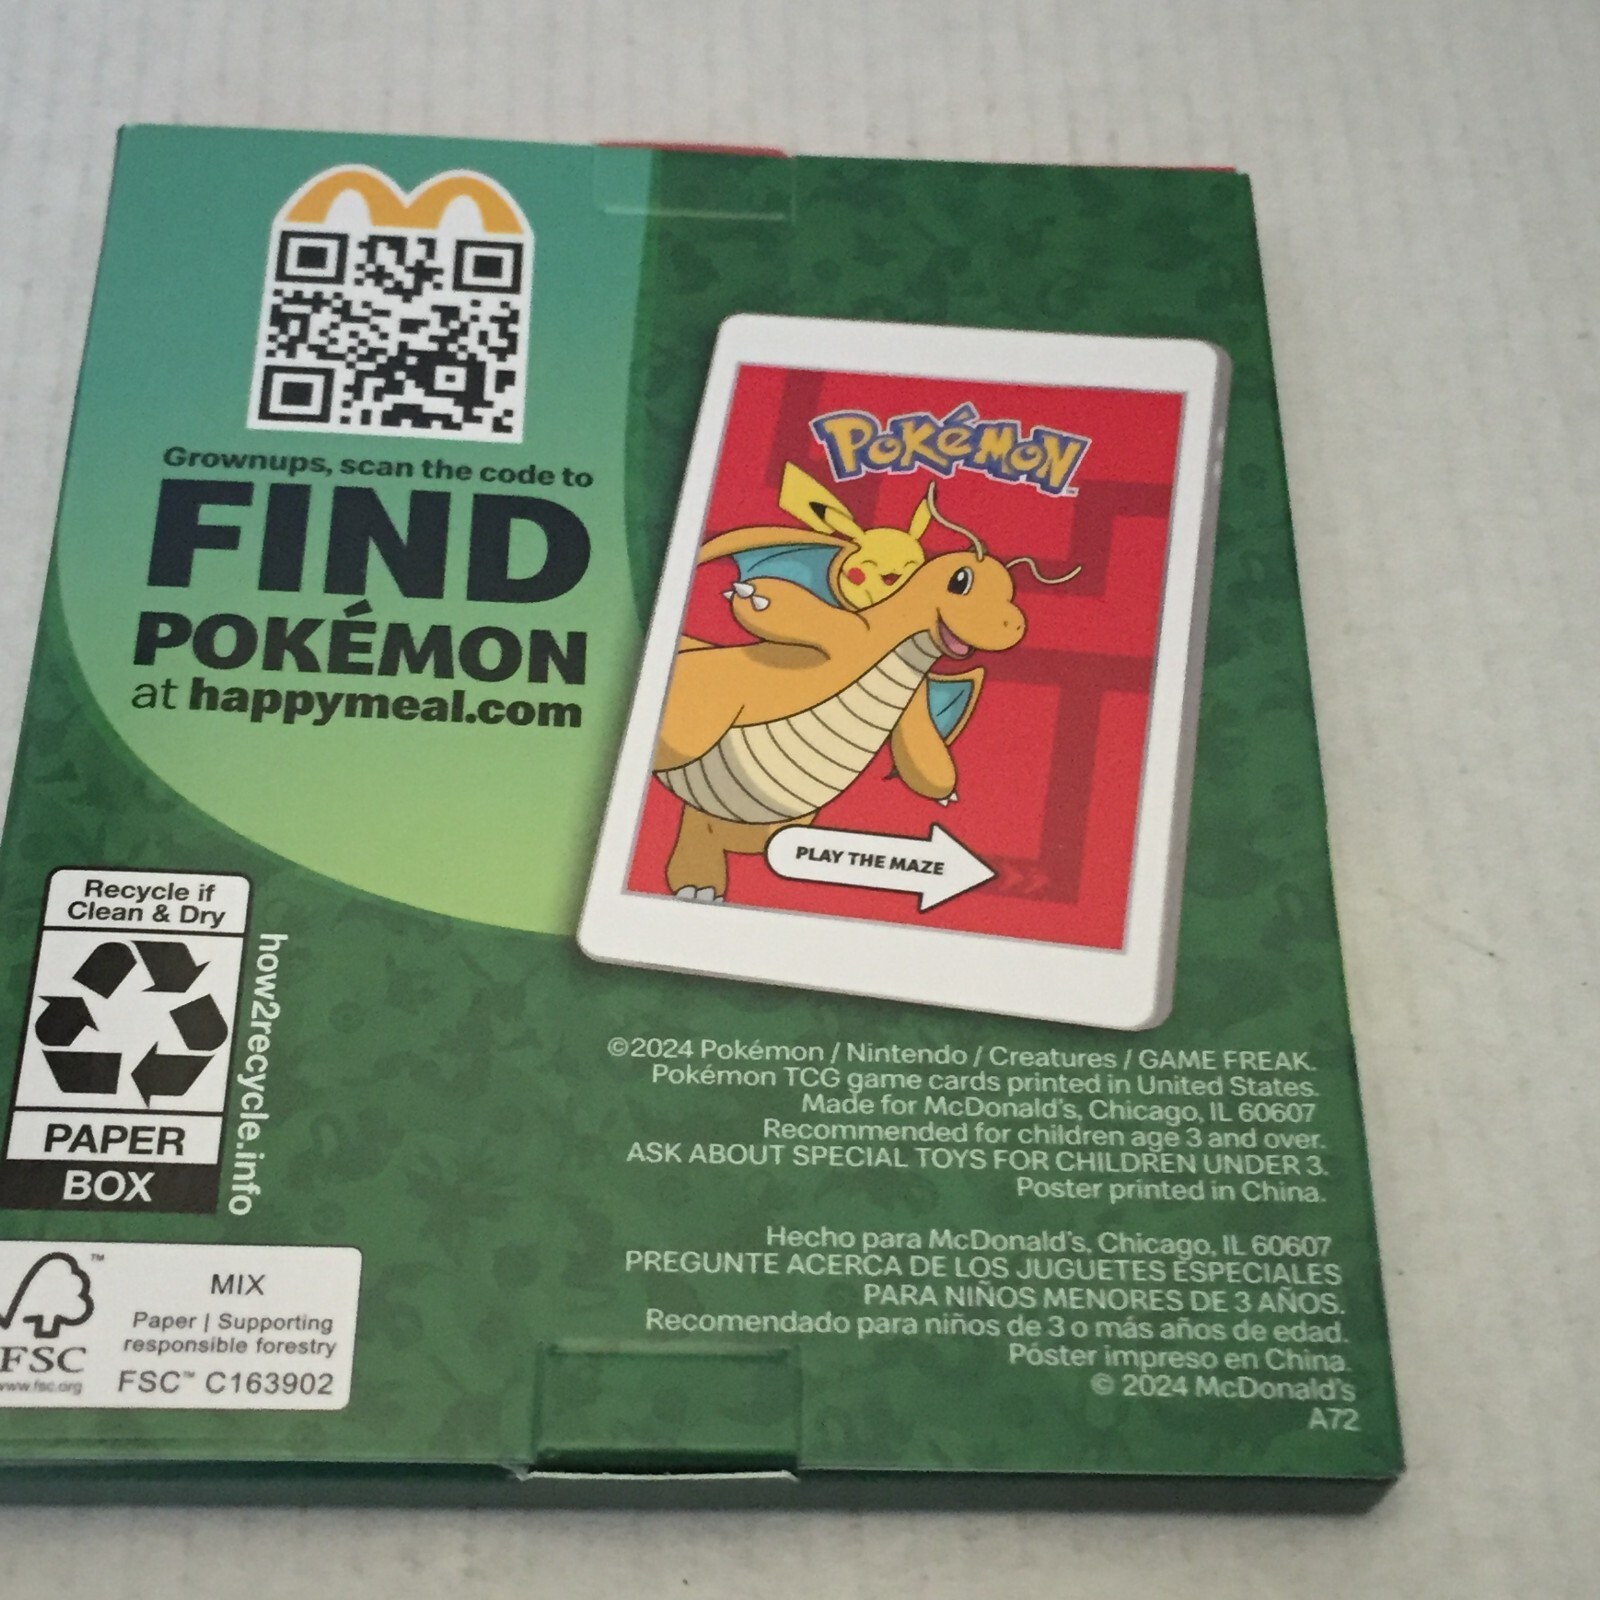 Grownups, scan the code to
FIND
POKÉMON
at happymeal.com
POKéMON
TM
PLAY THE MAZE
Recycle if
Clean & Dry
PAPER
BOX
how2recycle.info
TM
FSC
www.fsc.org
MIX
Paper | Supporting
responsible forestry
FSC™ C163902
©2024 Pokémon / Nintendo / Creatures / GAME FREAK.
Pokémon TCG game cards printed in United States.
Made for McDonald's, Chicago, IL 60607
Recommended for children age 3 and over.
ASK ABOUT SPECIAL TOYS FOR CHILDREN UNDER 3.
Poster printed in China.
Hecho para McDonald's, Chicago, IL 60607
PREGUNTE ACERCA DE LOS JUGUETES ESPECIALES
PARA NIÑOS MENORES DE 3 AÑOS.
Recomendado para niños de 3 o más años de edad.
Póster impreso en China.
© 2024 McDonald's
A72